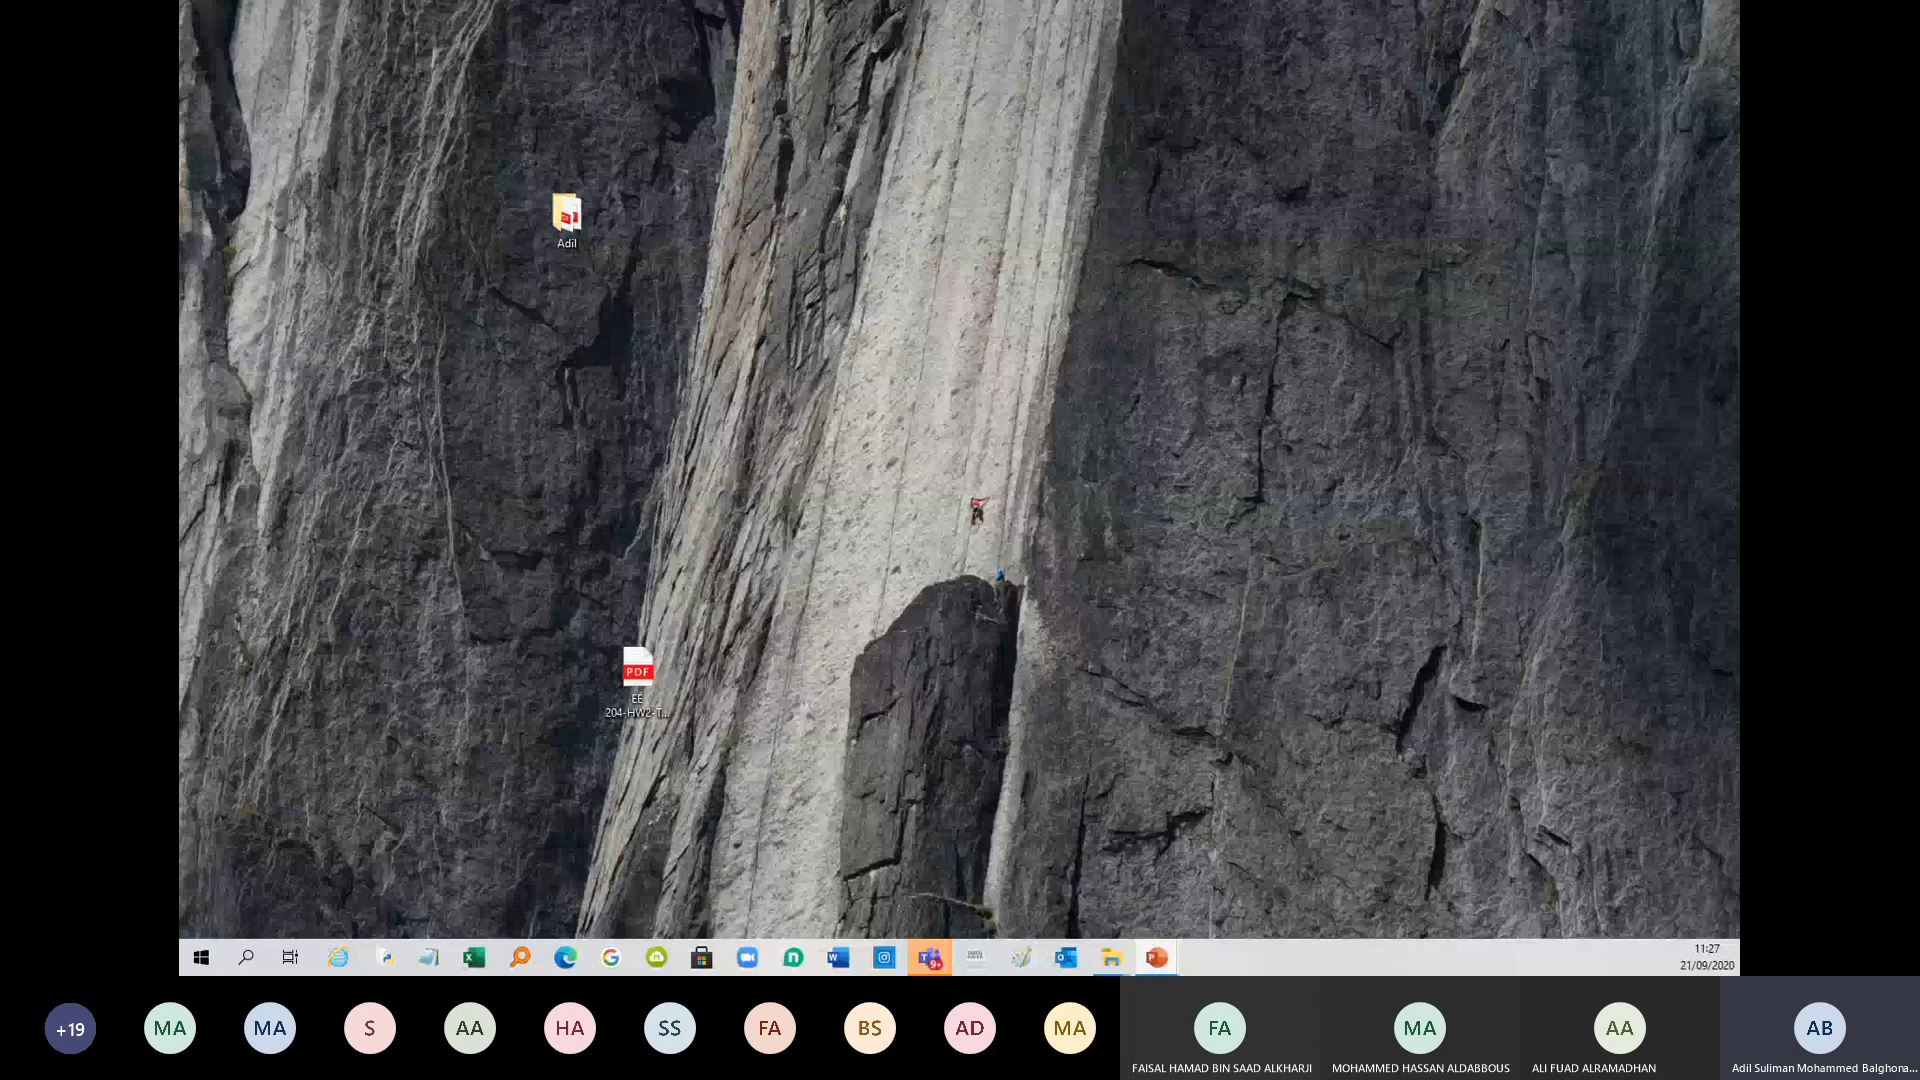 Adil
PDF
EE
204-HW2-T...
9+
11:27
21/09/2020
+19
MA
MA
S
AA
HA
SS
FA
BS
AD
MA
FA
MA
AA
AB
FAISAL HAMAD BIN SAAD ALKHARJI
MOHAMMED HASSAN ALDABBOUS
ALI FUAD ALRAMADHAN
Adil Suliman Mohammed Balghona...